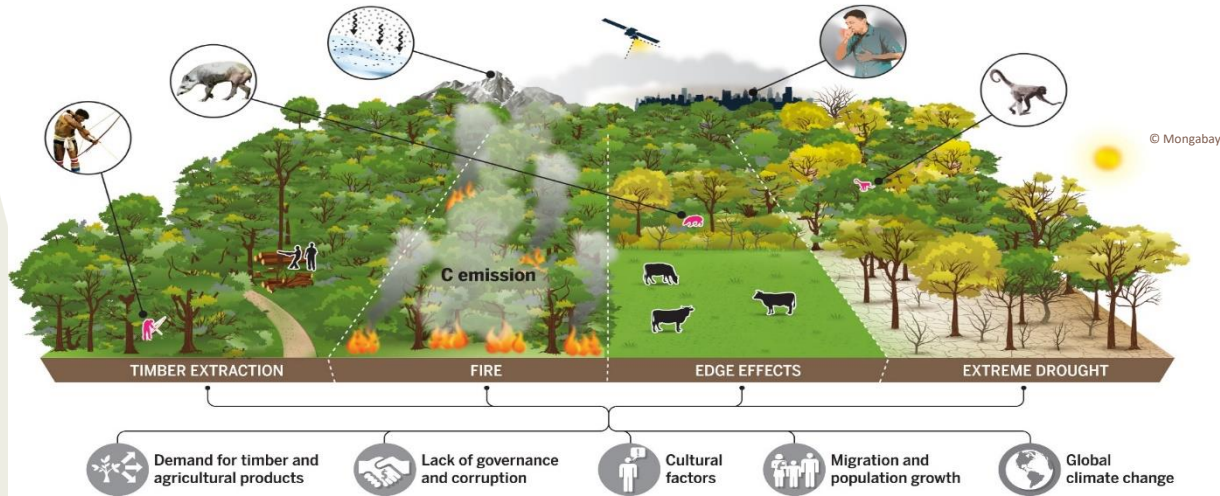 © Mongabay
C emission
TIMBER EXTRACTION
FIRE
EDGE EFFECTS
EXTREME DROUGHT
Demand for timber and
agricultural products
Lack of governance
and corruption
Cultural
factors
Migration and
population growth
Global
climate change